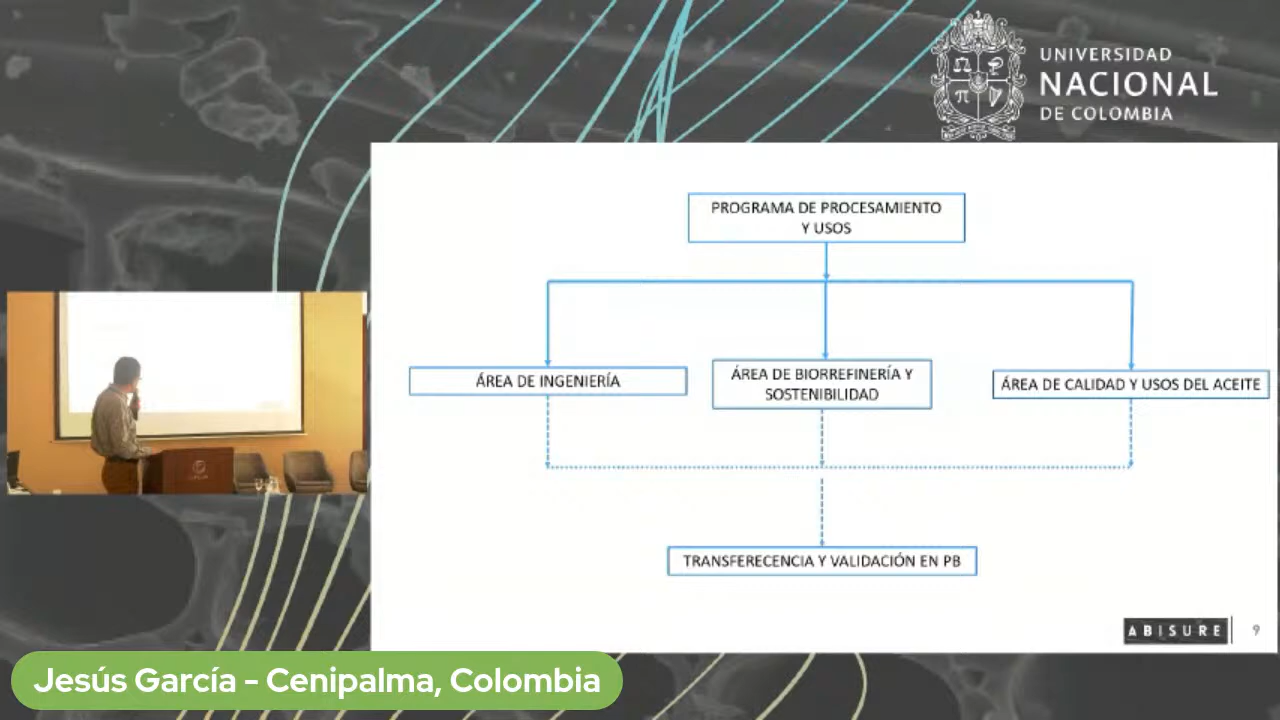 UNIVERSIDAD
NACIONAL
DE COLOMBIA
PROGRAMA DE PROCESAMIENTO
Y USOS
ÁREA DE INGENIERÍA
ÁREA DE BIORREFINERÍA Y
SOSTENIBILIDAD
ÁREA DE CALIDAD Y USOS DEL ACEITE
TRANSFERECENCIA Y VALIDACIÓN EN PB
ABISURE
9
Jesús García - Cenipalma, Colombia